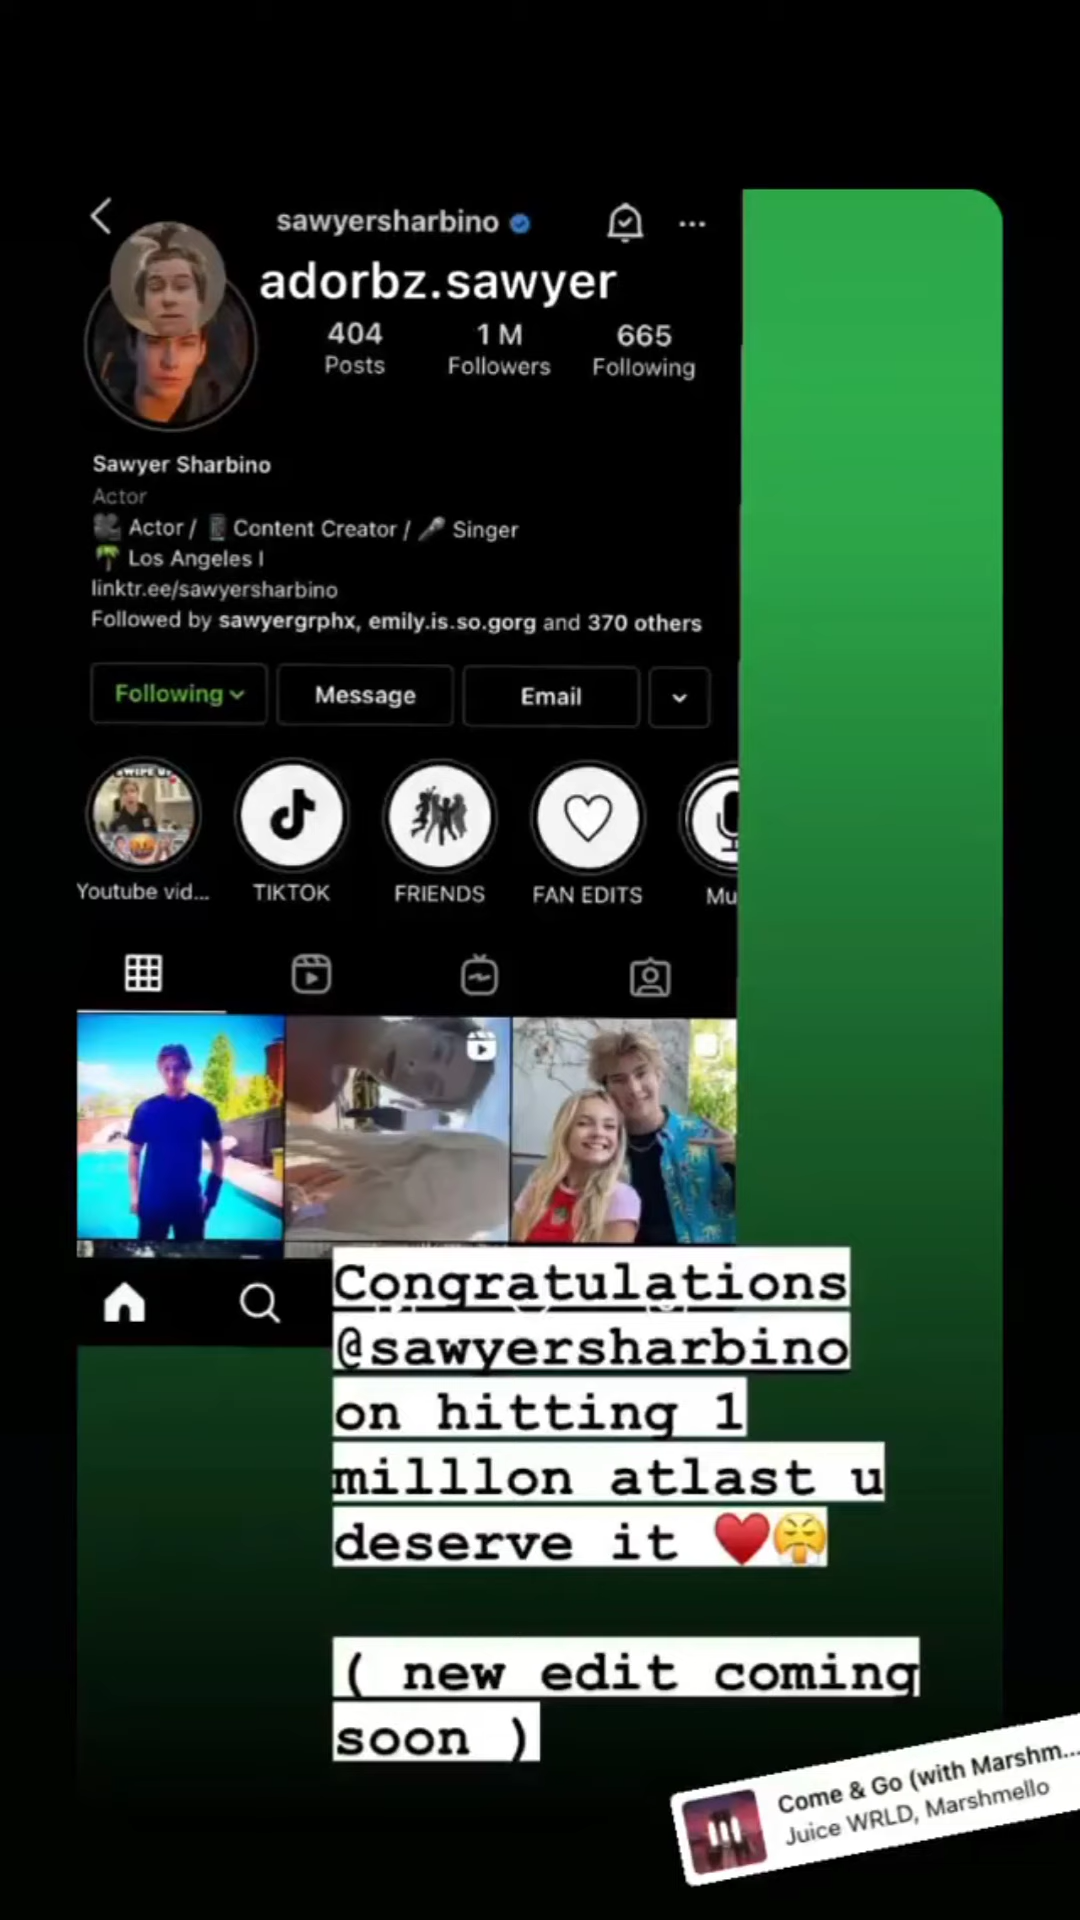 sawyersharbino
adorbz.sawyer
404 1 M 665
Posts Followers Following
Sawyer Sharbino
Actor
Actor / Content Creator / 🎤 Singer
🌴 Los Angeles |
linktr.ee/sawyersharbino
Followed by sawyergrphx, emily.is.so.gorg and 370 others
Following Message Email
SWIPE UP
Youtube vid... TIKTOK FRIENDS FAN EDITS Mu
Congratulations
@sawyersharbino
on hitting 1
milllon atlast u
deserve it ❤️😤
( new edit coming
soon )
Come & Go (with Marshm...
Juice WRLD, Marshmello